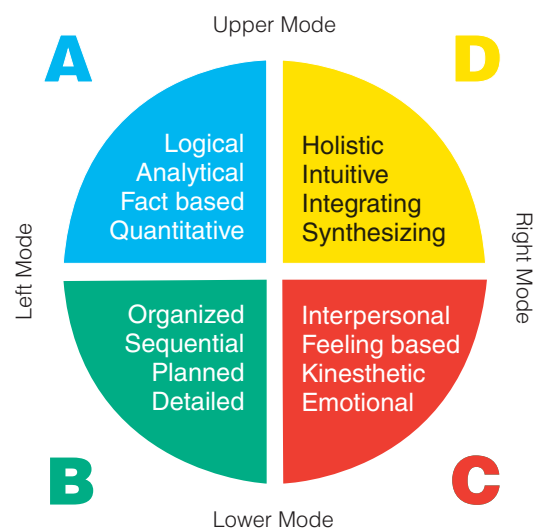 Upper Mode
A
D
Logical
Analytical
Fact based
Quantitative
Holistic
Intuitive
Integrating
Synthesizing
Left Mode
Right Mode
Organized
Sequential
Planned
Detailed
Interpersonal
Feeling based
Kinesthetic
Emotional
B
C
Lower Mode